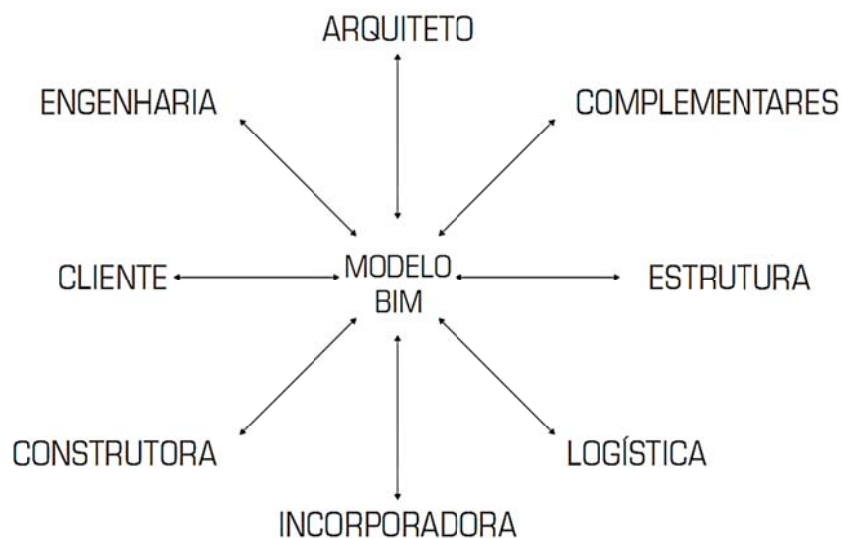 ARQUITETO
ENGENHARIA
COMPLEMENTARES
CLIENTE
MODELO
BIM
ESTRUTURA
CONSTRUTORA
LOGÍSTICA
INCORPORADORA